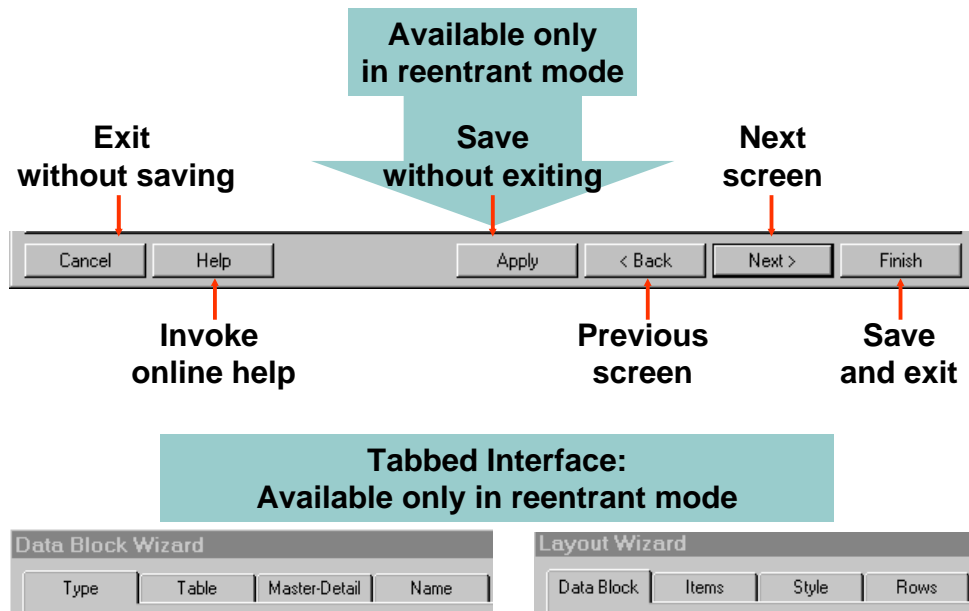 Available only
in reentrant mode
Exit
without saving
Save
without exiting
Next
screen
Cancel
Help
Apply
< Back
Next >
Finish
Invoke
online help
Previous
screen
Save
and exit
Tabbed Interface:
Available only in reentrant mode
Data Block Wizard
Type
Table
Master-Detail
Name
Layout Wizard
Data Block
Items
Style
Rows